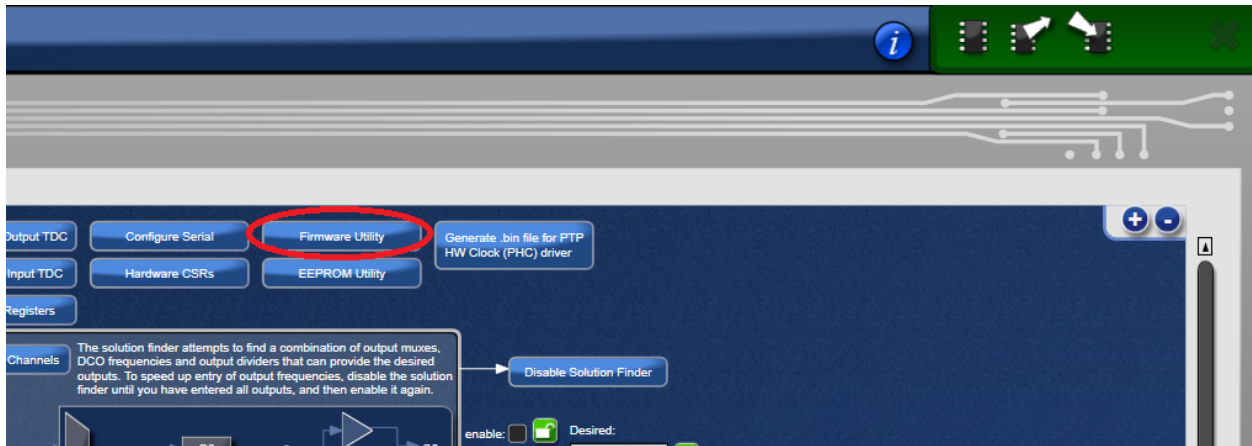 i
Output TDC
Configure Serial
Firmware Utility
Generate .bin file for PTP
HW Clock (PHC) driver
Input TDC
Hardware CSRs
EEPROM Utility
Registers
Channels
The solution finder attempts to find a combination of output muxes,
DCO frequencies and output dividers that can provide the desired
outputs. To speed up entry of output frequencies, disable the solution
finder until you have entered all outputs, and then enable it again.
Disable Solution Finder
enable:
Desired: